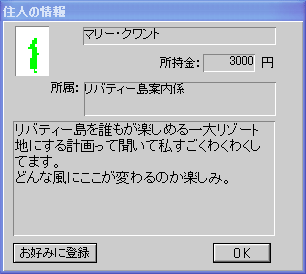 住人の情報
マリー・クワント
所持金: 3000 円
所属: リバティー島案内係
リバティー島を誰もが楽しめる一大リゾート
地にする計画って聞いて私すごくわくわくし
てます。
どんな風にここが変わるのか楽しみ。
お好みに登録
OK